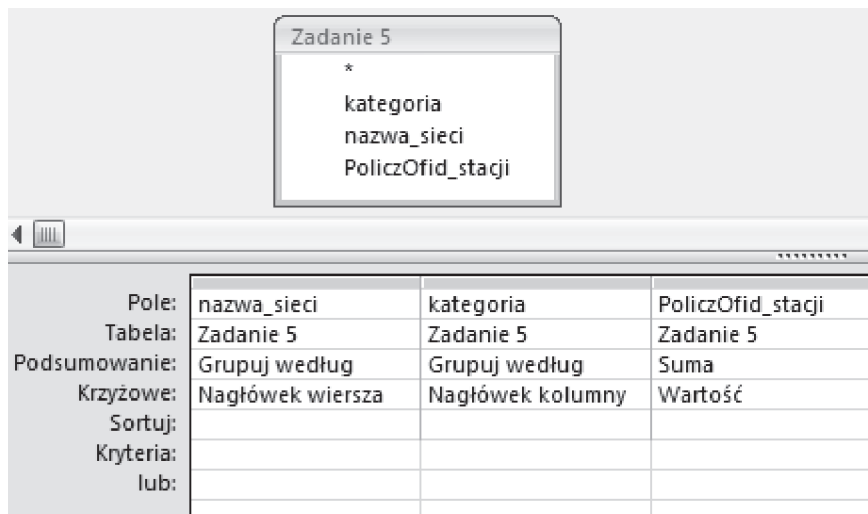 Zadanie 5
*
kategoria
nazwa_sieci
PoliczOfid_stacji
Pole: nazwa_sieci kategoria PoliczOfid_stacji
Tabela: Zadanie 5 Zadanie 5 Zadanie 5
Podsumowanie: Grupuj według Grupuj według Suma
Krzyżowe: Nagłówek wiersza Nagłówek kolumny Wartość
Sortuj:
Kryteria:
lub: